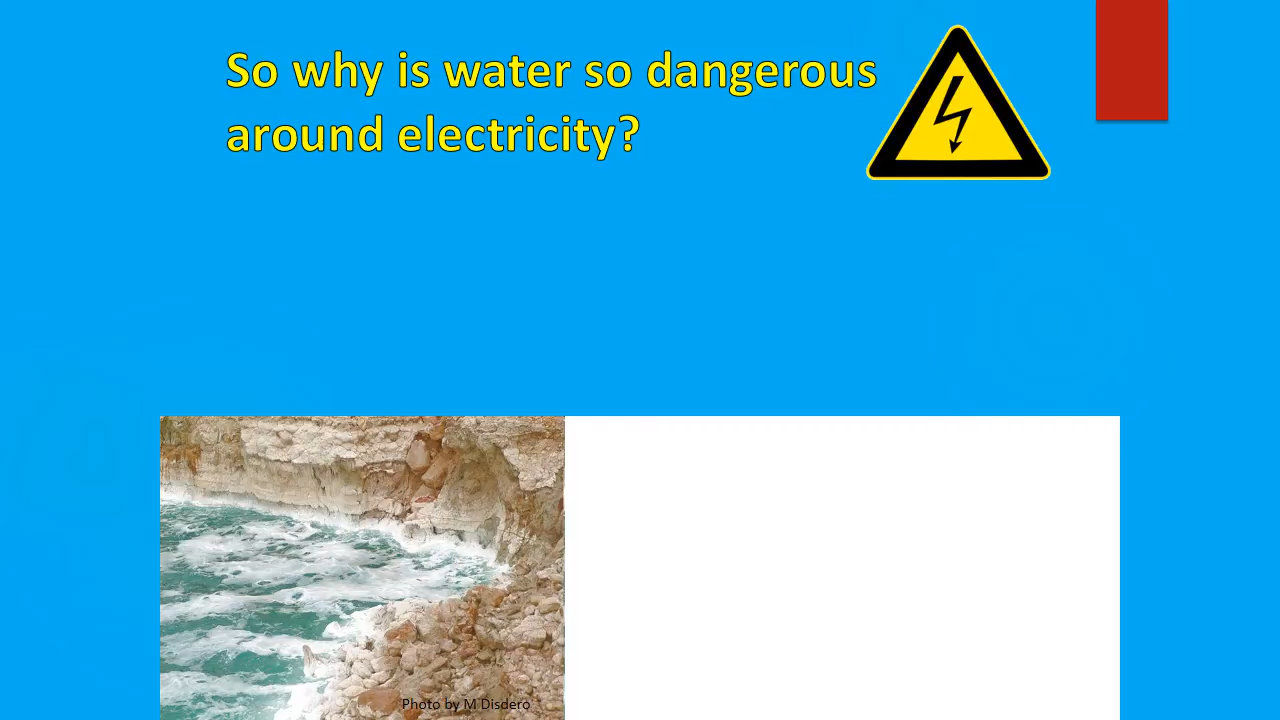 So why is water so dangerous
around electricity?
Photo by M Disdero